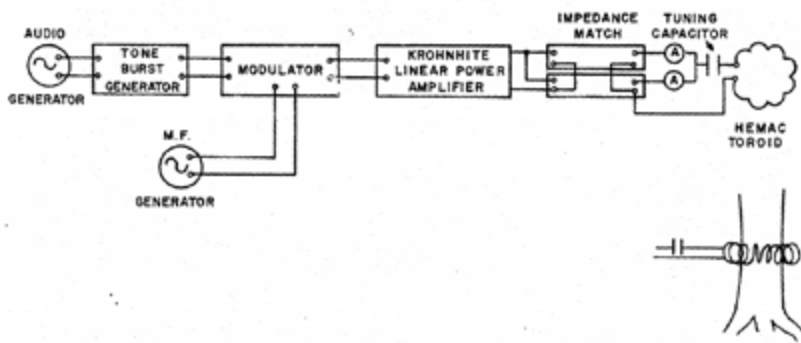 AUDIO
GENERATOR
TONE
BURST
GENERATOR
MODULATOR
M.F.
GENERATOR
KROHNHITE
LINEAR POWER
AMPLIFIER
IMPEDANCE
MATCH
A
A
TUNING
CAPACITOR
HEMAC
TOROID